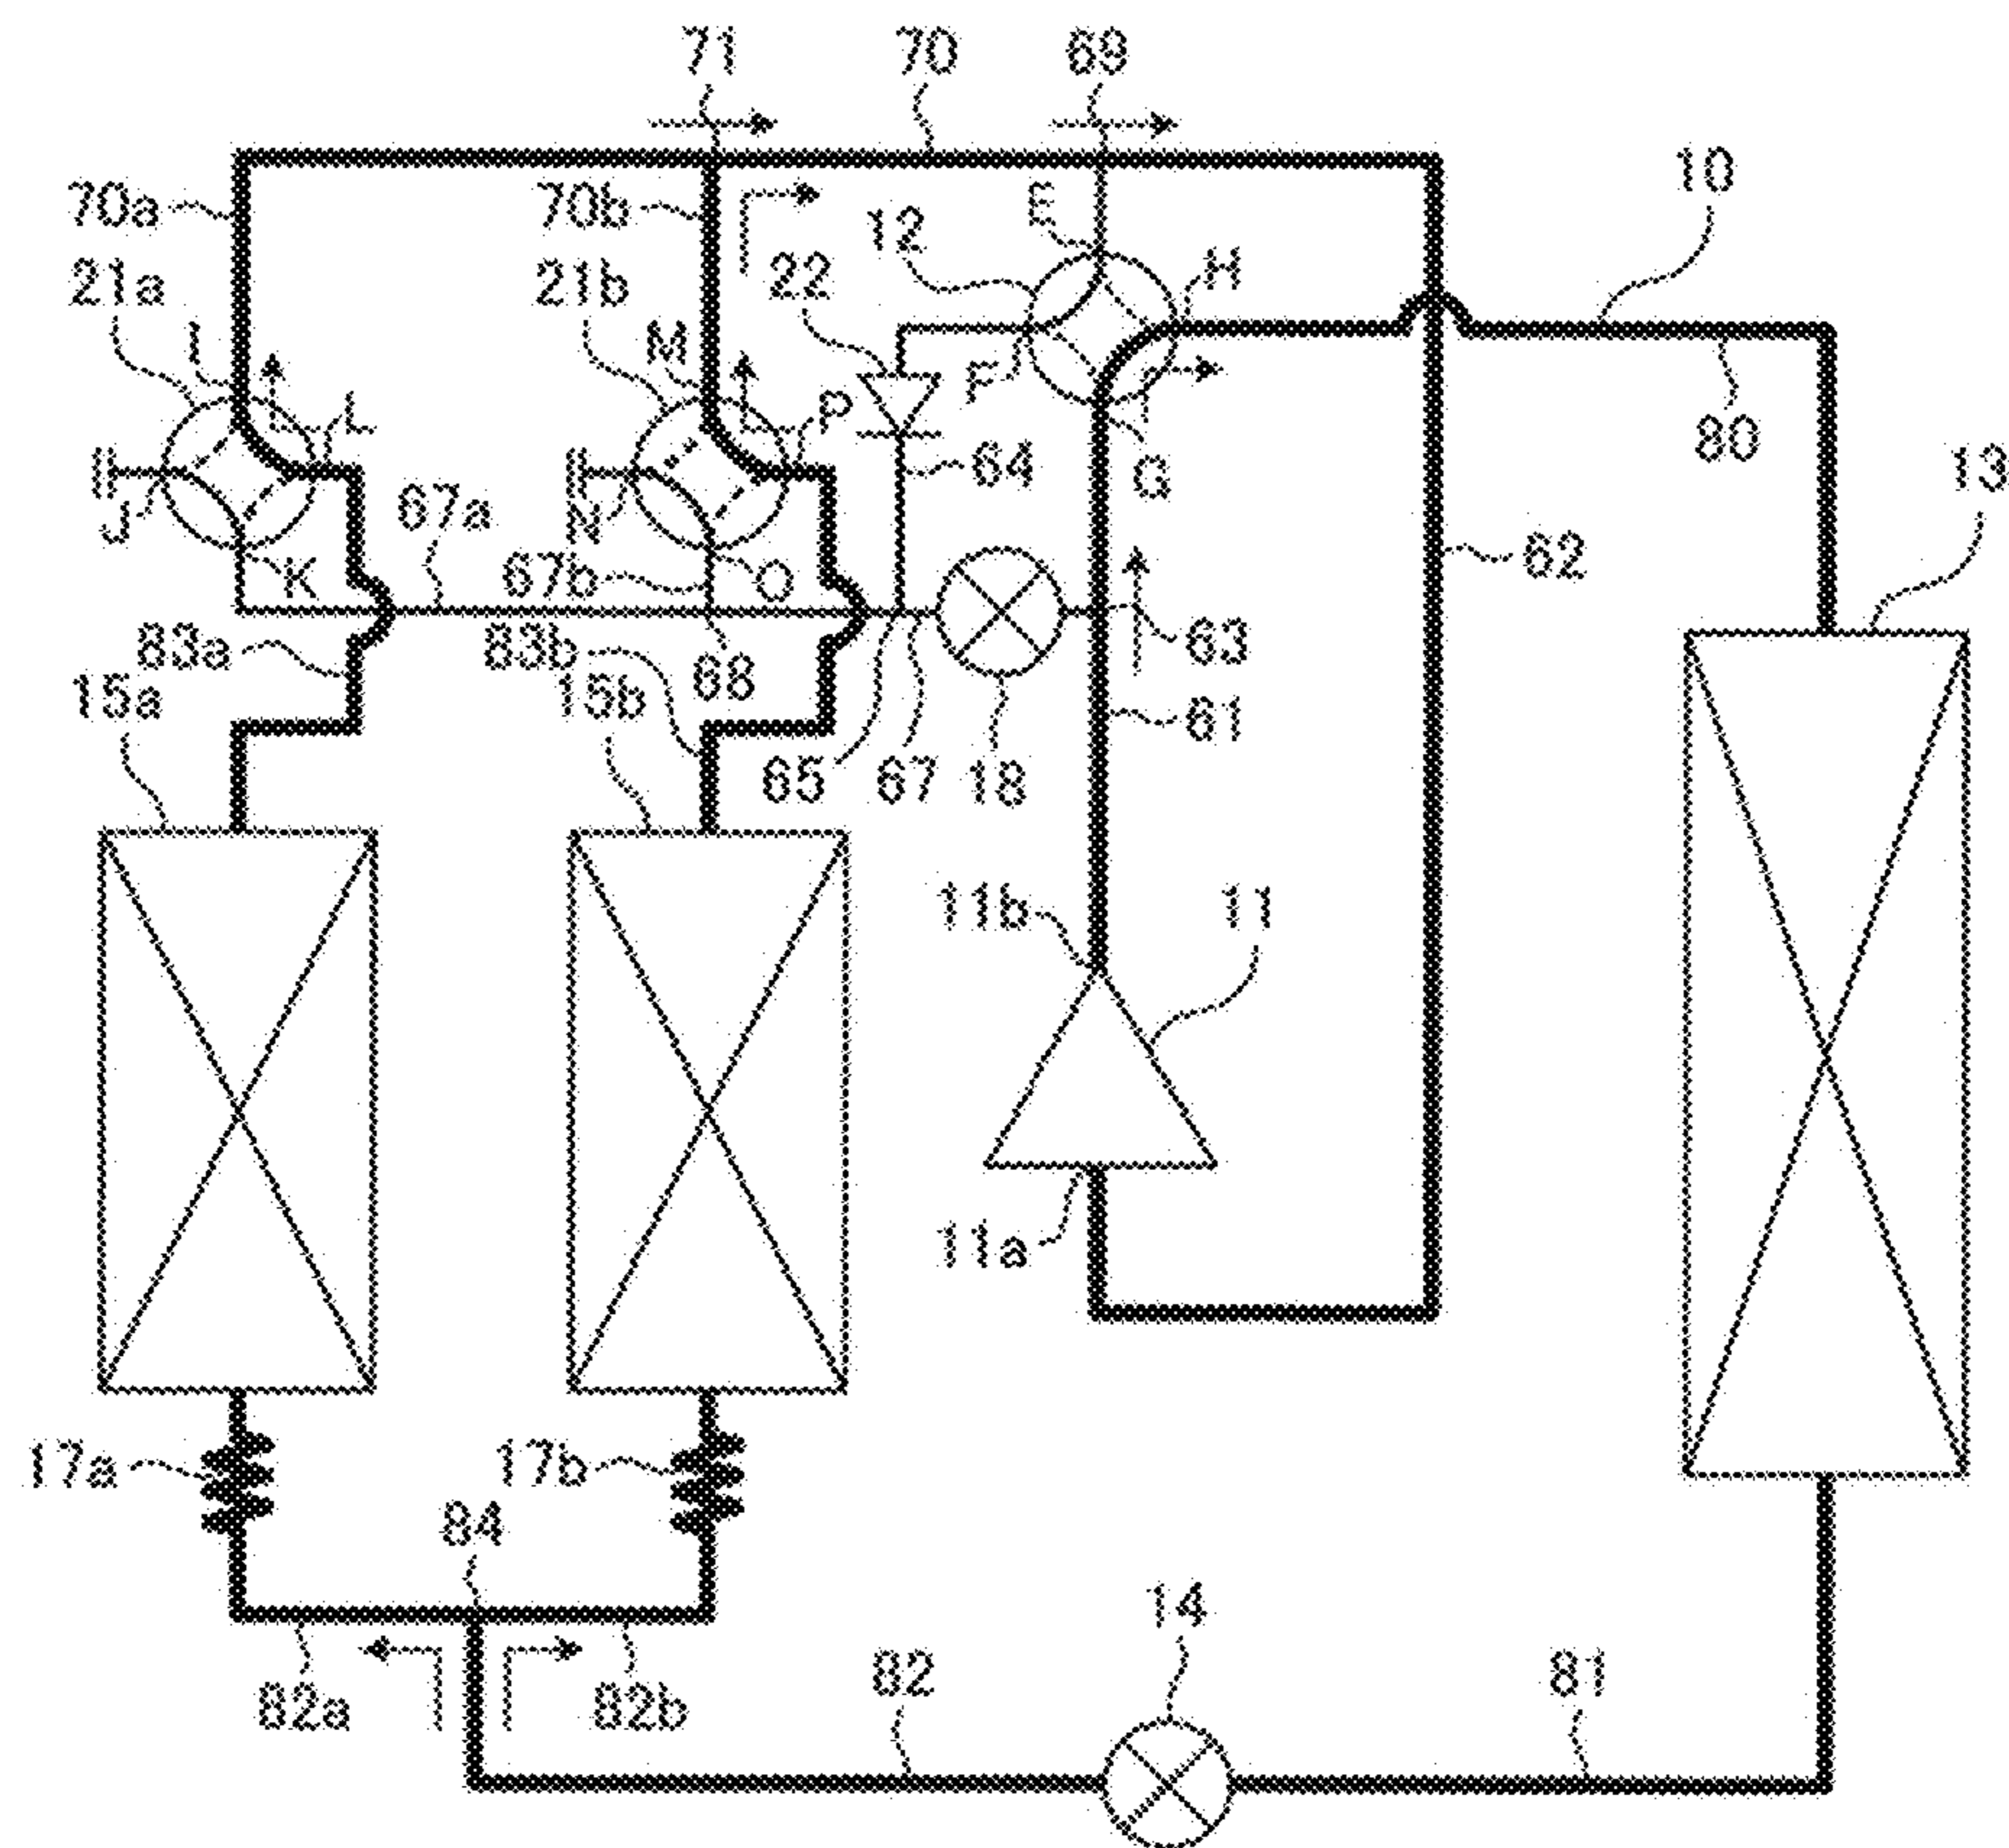 71 70 69
10
70a 70b E
12 H
21a 21b 22
I M
L P F
J N G 64 80 13
67a
K 67b O 62
83a 83b 68 63
15a 15b 61
65 67 18
11b 11
11a
17a 17b
84
14
82a 82b 82 81